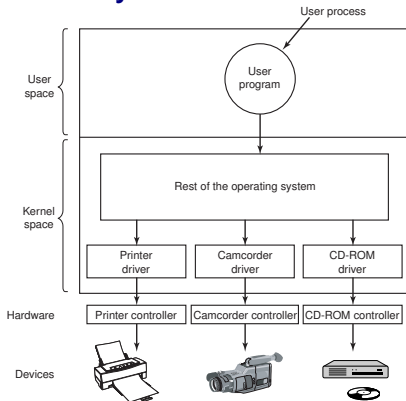 User process
User
space
User
program
Rest of the operating system
Kernel
space
Printer
driver
Camcorder
driver
CD-ROM
driver
Hardware
Printer controller
Camcorder controller
CD-ROM controller
Devices